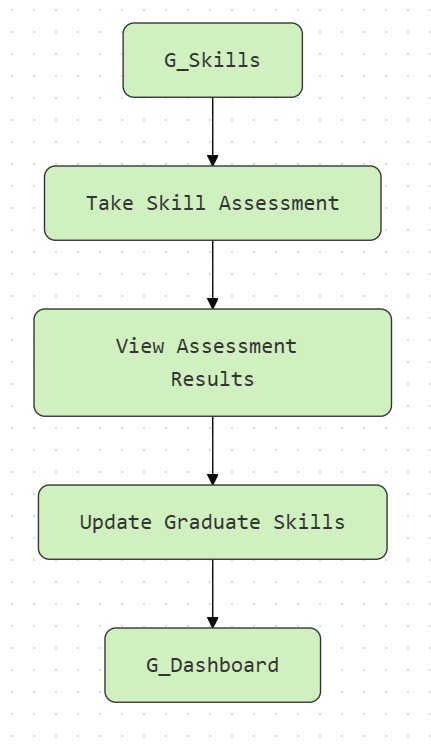 G_Skills
Take Skill Assessment
View Assessment
Results
Update Graduate Skills
G_Dashboard